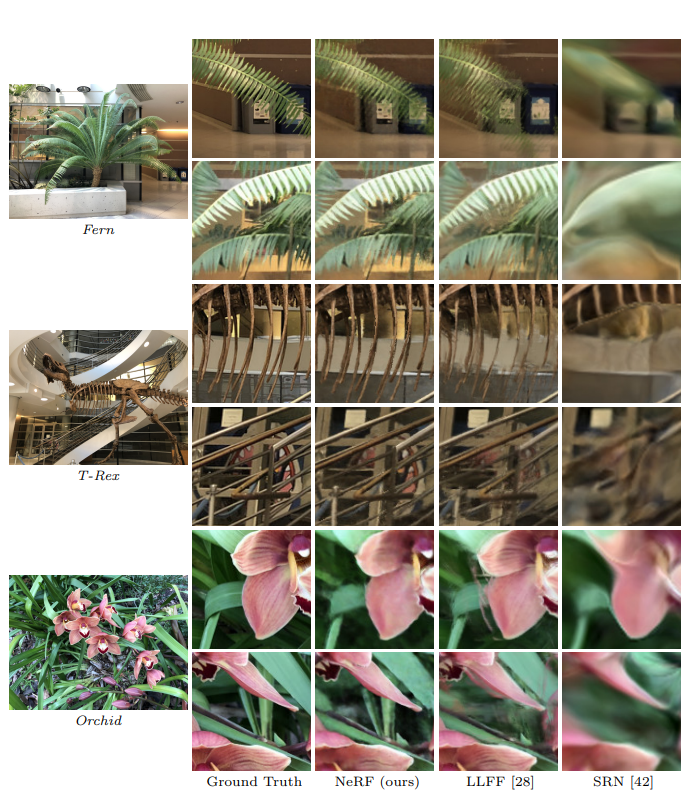 Fern
T-Rex
Orchid
Ground Truth NeRF (ours) LLFF [28] SRN [42]